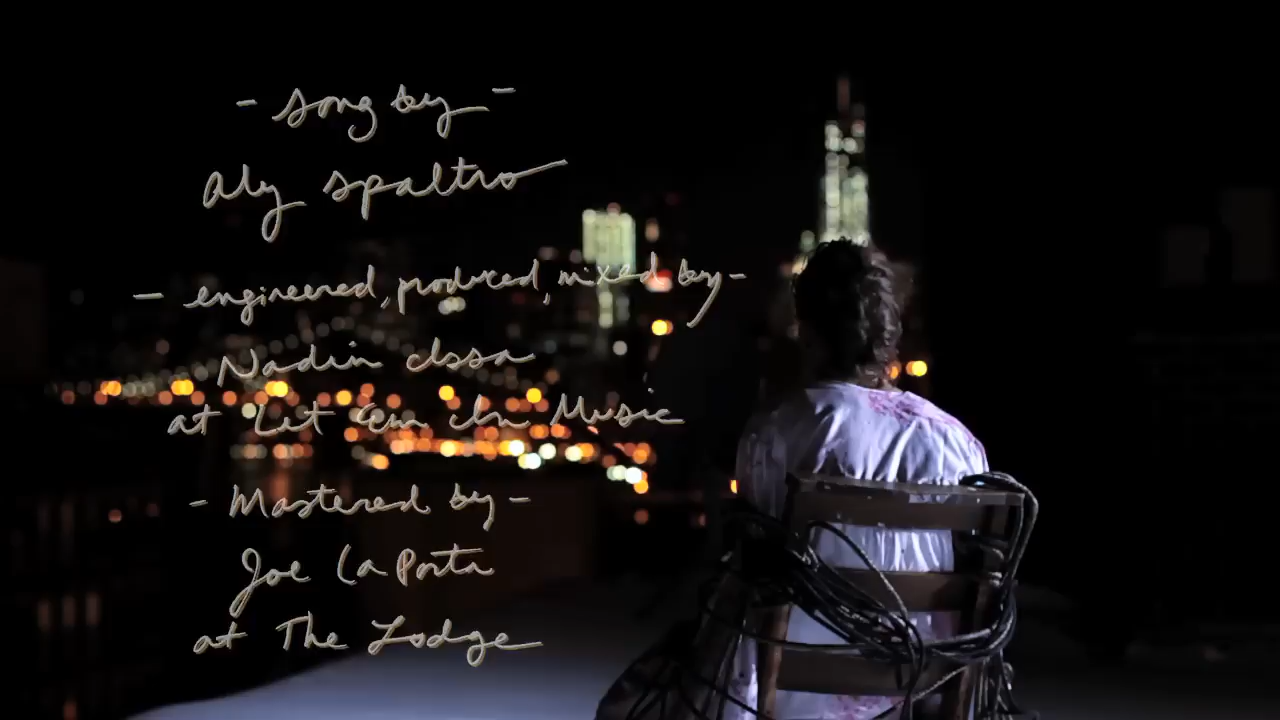 - song by -
Aly Spaltro
- engineered, produced, mixed by -
Nadim Issa
at Let Em In Music
- Mastered by -
Joe LaPorta
at The Lodge